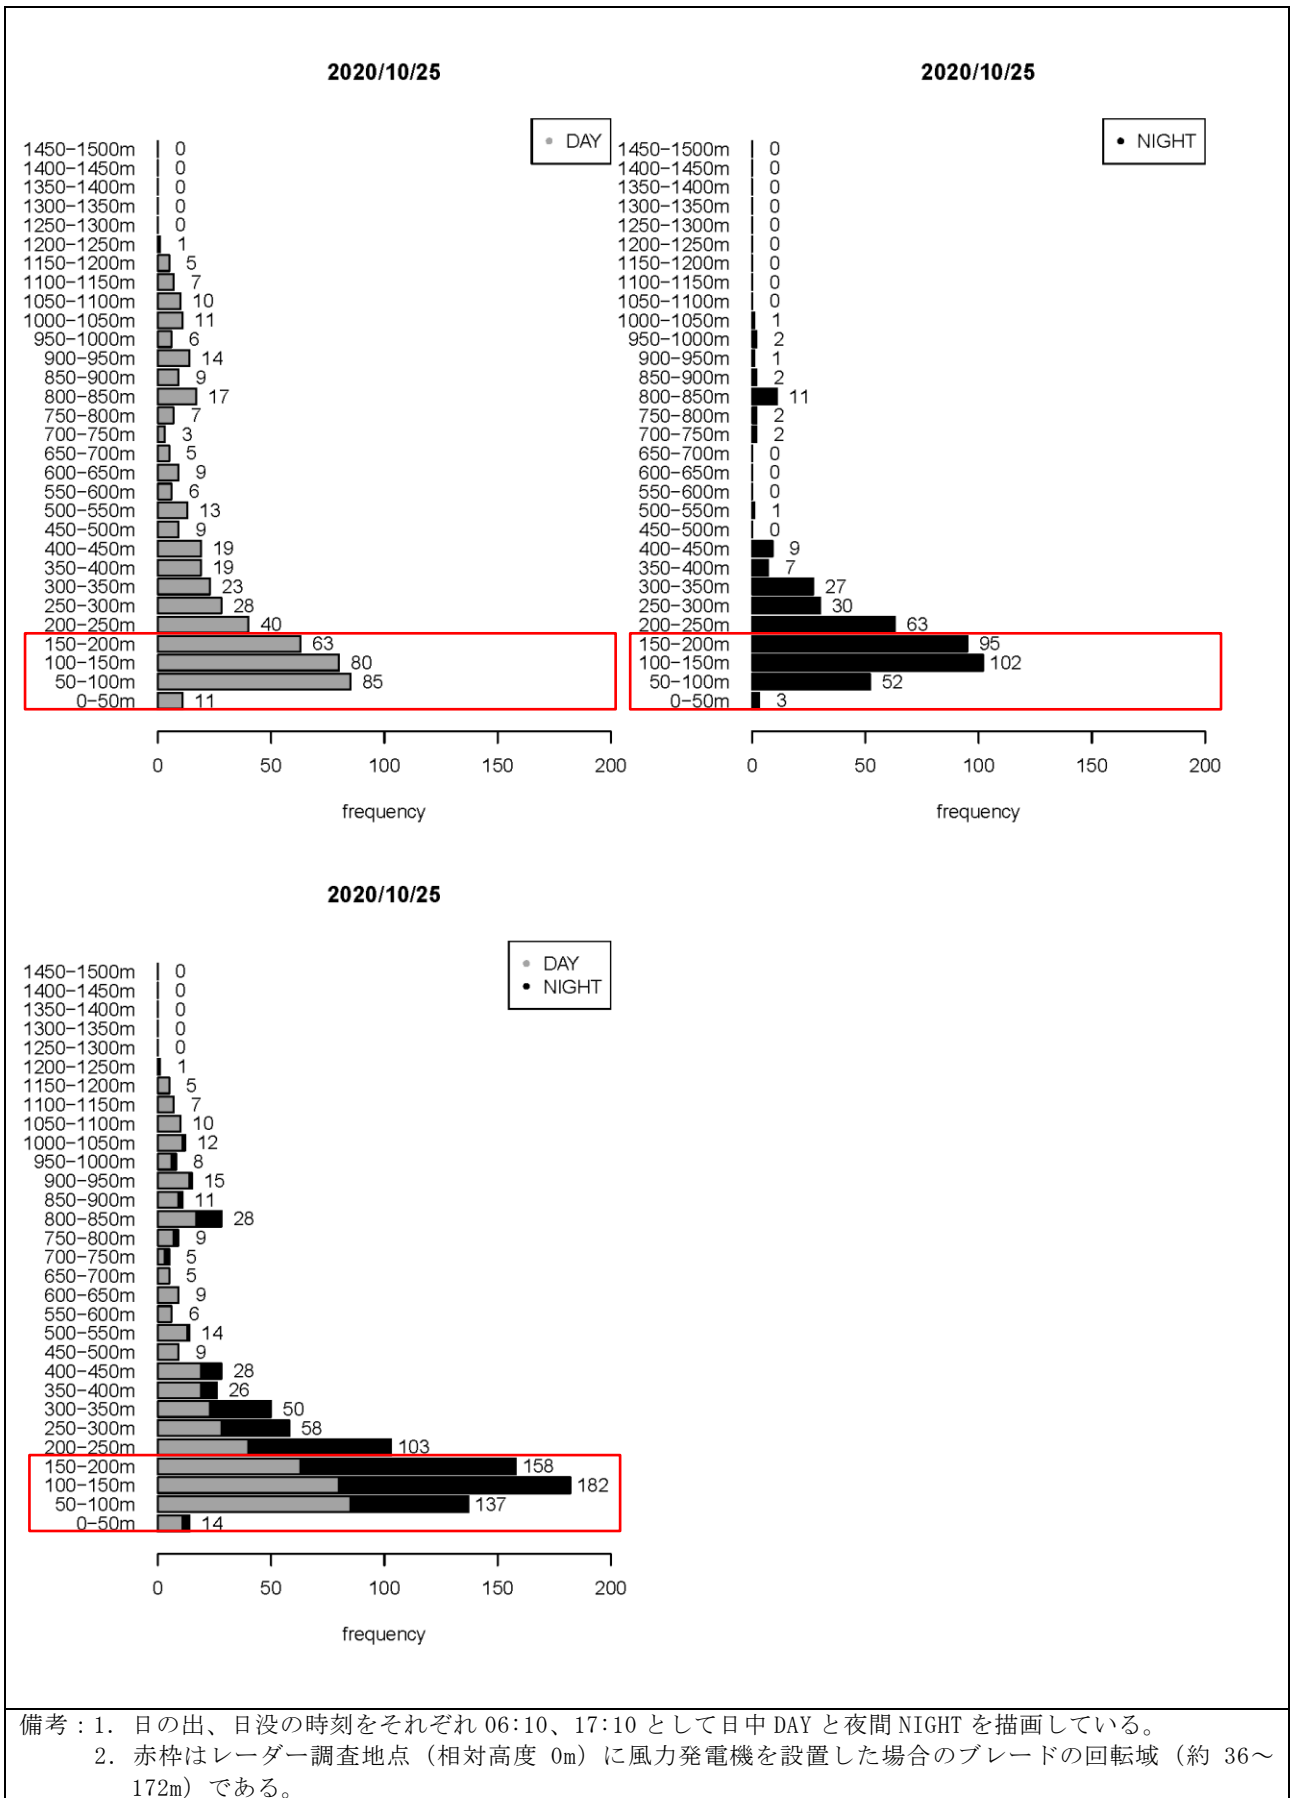 2020/10/25
DAY
1450-1500m 0
1400-1450m 0
1350-1400m 0
1300-1350m 0
1250-1300m 0
1200-1250m 1
1150-1200m 5
1100-1150m 7
1050-1100m 10
1000-1050m 11
950-1000m 6
900-950m 14
850-900m 9
800-850m 17
750-800m 7
700-750m 3
650-700m 5
600-650m 9
550-600m 6
500-550m 13
450-500m 9
400-450m 19
350-400m 19
300-350m 23
250-300m 28
200-250m 40
150-200m 63
100-150m 80
50-100m 85
0-50m 11
0 50 100 150 200
frequency
2020/10/25
NIGHT
1450-1500m 0
1400-1450m 0
1350-1400m 0
1300-1350m 0
1250-1300m 0
1200-1250m 0
1150-1200m 0
1100-1150m 0
1050-1100m 0
1000-1050m 1
950-1000m 2
900-950m 1
850-900m 2
800-850m 11
750-800m 2
700-750m 2
650-700m 0
600-650m 0
550-600m 0
500-550m 1
450-500m 0
400-450m 9
350-400m 7
300-350m 27
250-300m 30
200-250m 63
150-200m 95
100-150m 102
50-100m 52
0-50m 3
0 50 100 150 200
frequency
2020/10/25
DAY
NIGHT
1450-1500m 0
1400-1450m 0
1350-1400m 0
1300-1350m 0
1250-1300m 0
1200-1250m 1
1150-1200m 5
1100-1150m 7
1050-1100m 10
1000-1050m 12
950-1000m 8
900-950m 15
850-900m 11
800-850m 28
750-800m 9
700-750m 5
650-700m 5
600-650m 9
550-600m 6
500-550m 14
450-500m 9
400-450m 28
350-400m 26
300-350m 50
250-300m 58
200-250m 103
150-200m 158
100-150m 182
50-100m 137
0-50m 14
0 50 100 150 200
frequency
備考：1. 日の出、日没の時刻をそれぞれ 06:10、17:10 として日中 DAY と夜間 NIGHT を描画している。
2. 赤枠はレーダー調査地点（相対高度 0m）に風力発電機を設置した場合のブレードの回転域（約 36～
172m）である。